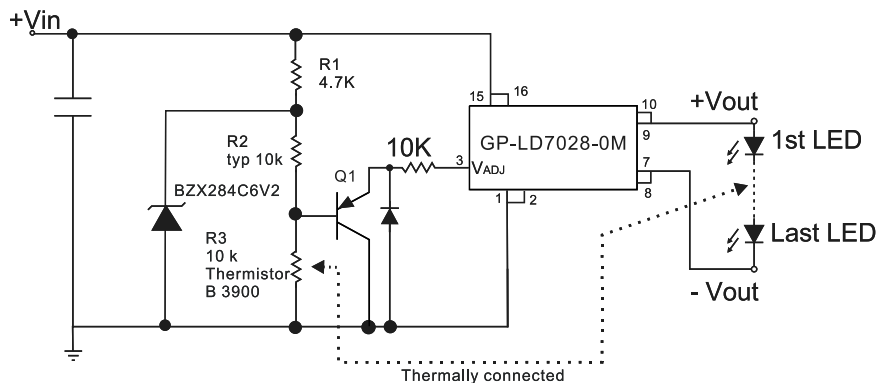 +Vin
R1
4.7K
15
16
10
+Vout
R2
typ 10k
10K
GP-LD7028-0M
9
1st LED
Q1
3
VADJ
7
BZX284C6V2
1
2
8
R3
10 k
Thermistor
B 3900
Last LED
- Vout
Thermally connected